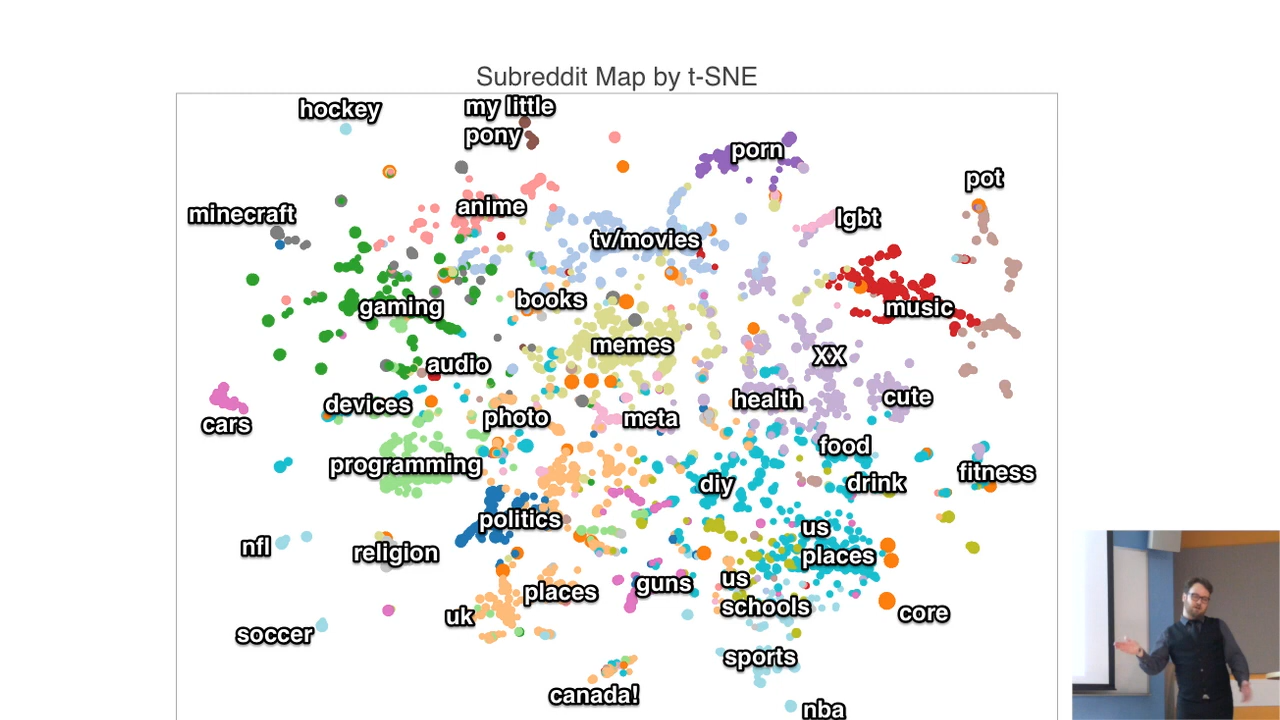 Subreddit Map by t-SNE
hockey
my little
pony
porn
pot
minecraft
anime
lgbt
tv/movies
gaming
books
music
memes
XX
audio
devices
photo
meta
health
cute
cars
programming
food
fitness
diy
drink
politics
us
places
nfl
religion
places
guns
us
schools
uk
core
soccer
sports
canada!
nba